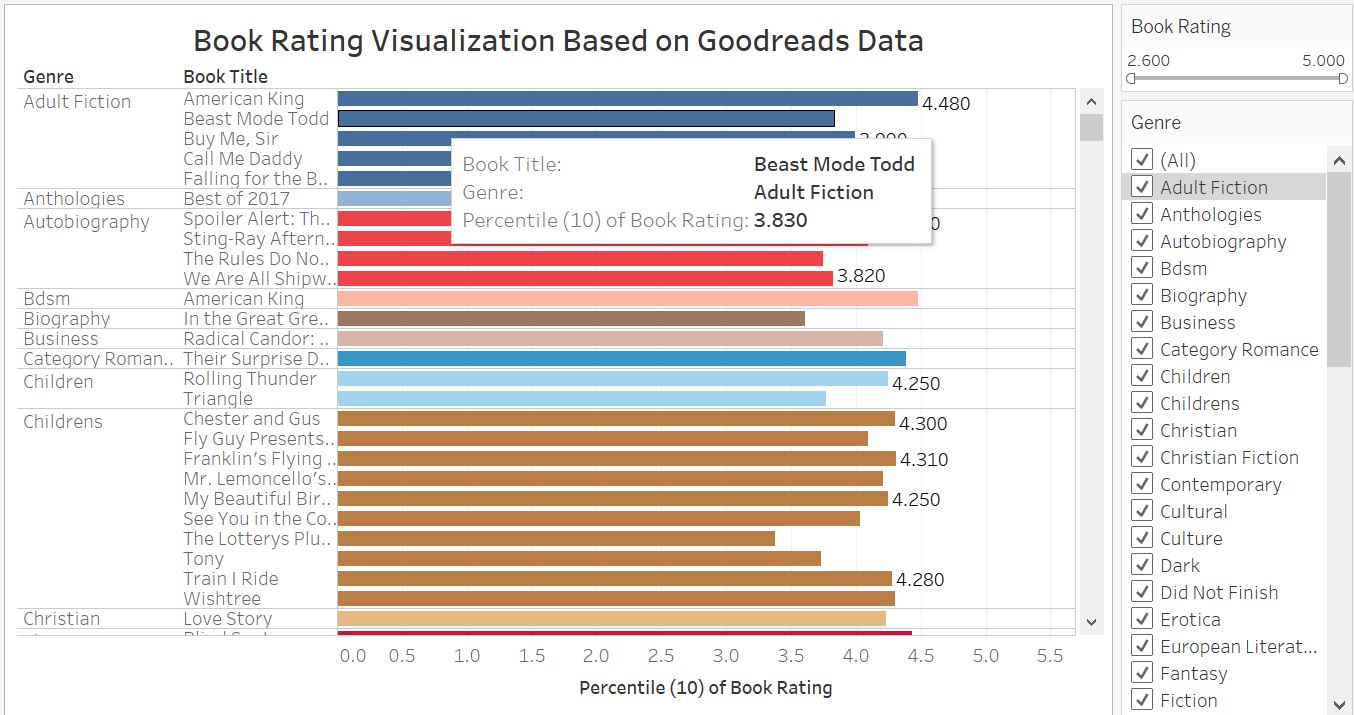 Book Rating Visualization Based on Goodreads Data
Genre Book Title
Adult Fiction American King 4.480
Beast Mode Todd
Buy Me, Sir
Call Me Daddy
Falling for the B..
Book Title: Beast Mode Todd
Genre: Adult Fiction
Percentile (10) of Book Rating: 3.830
Anthologies Best of 2017
Autobiography Spoiler Alert: Th..
Sting-Ray Aftern..
The Rules Do No..
We Are All Shipw.. 3.820
Bdsm American King
Biography In the Great Gre..
Business Radical Candor: ..
Category Roman.. Their Surprise D..
Children Rolling Thunder 4.250
Triangle
Childrens Chester and Gus 4.300
Fly Guy Presents..
Franklin’s Flying .. 4.310
Mr. Lemoncello’s..
My Beautiful Bir.. 4.250
See You in the Co..
The Lotterys Plu..
Tony
Train I Ride 4.280
Wishtree
Christian Love Story
0.0 0.5 1.0 1.5 2.0 2.5 3.0 3.5 4.0 4.5 5.0 5.5
Percentile (10) of Book Rating
Book Rating
2.600 5.000
Genre
(All)
Adult Fiction
Anthologies
Autobiography
Bdsm
Biography
Business
Category Romance
Children
Childrens
Christian
Christian Fiction
Contemporary
Cultural
Culture
Dark
Did Not Finish
Erotica
European Literat...
Fantasy
Fiction